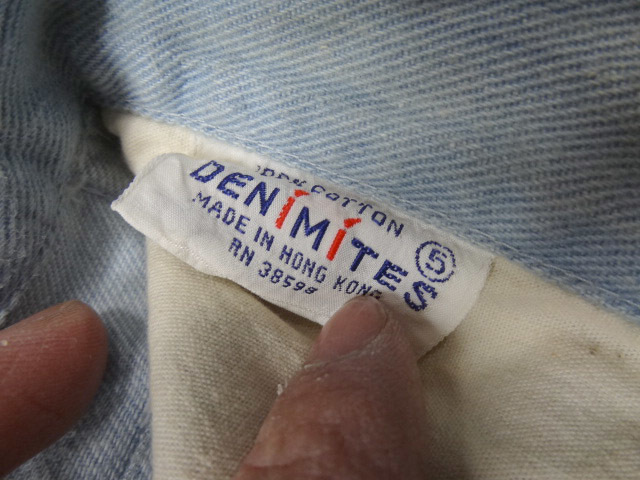 100% COTTON
DENiMiTES
5
MADE IN HONG KONG
RN 38598